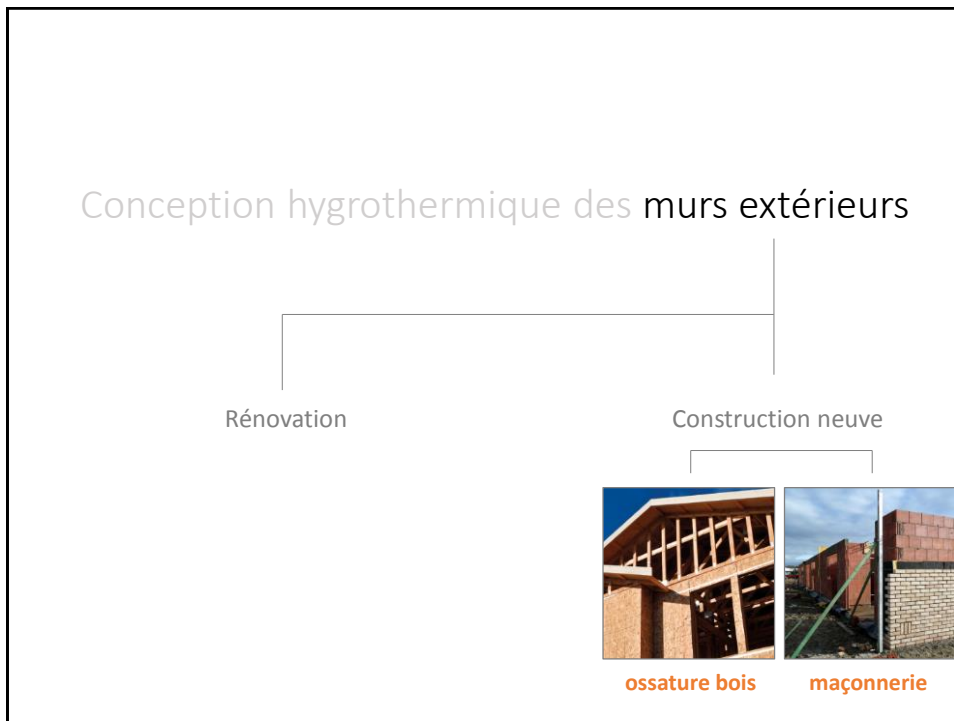 Conception hygrothermique des murs extérieurs
Rénovation
Construction neuve
ossature bois
maçonnerie